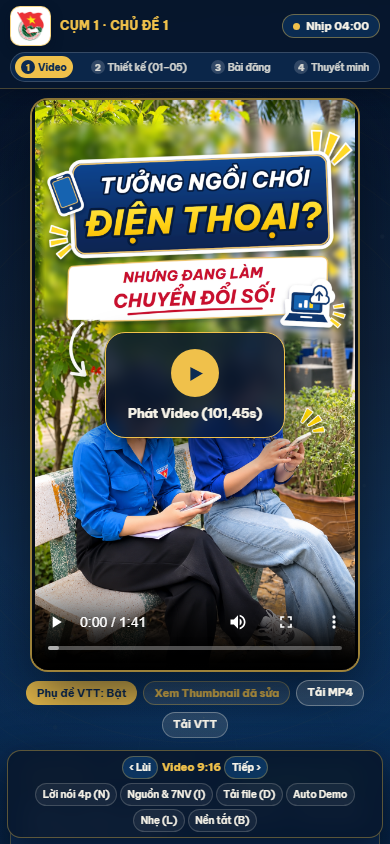 CỤM 1 · CHỦ ĐỀ 1
Nhịp 04:00
1 Video
2 Thiết kế (01–05)
3 Bài đăng
4 Thuyết minh
TƯỞNG NGỒI CHƠI
ĐIỆN THOẠI?
NHƯNG ĐANG LÀM
CHUYỂN ĐỔI SỐ!
Phát Video (101,45s)
0:00 / 1:41
Phụ đề VTT: Bật
Xem Thumbnail đã sửa
Tải MP4
Tải VTT
‹ Lùi
Video 9:16
Tiếp ›
Lời nói 4p (N)
Nguồn & 7NV (I)
Tải file (D)
Auto Demo
Nhẹ (L)
Nền tắt (B)